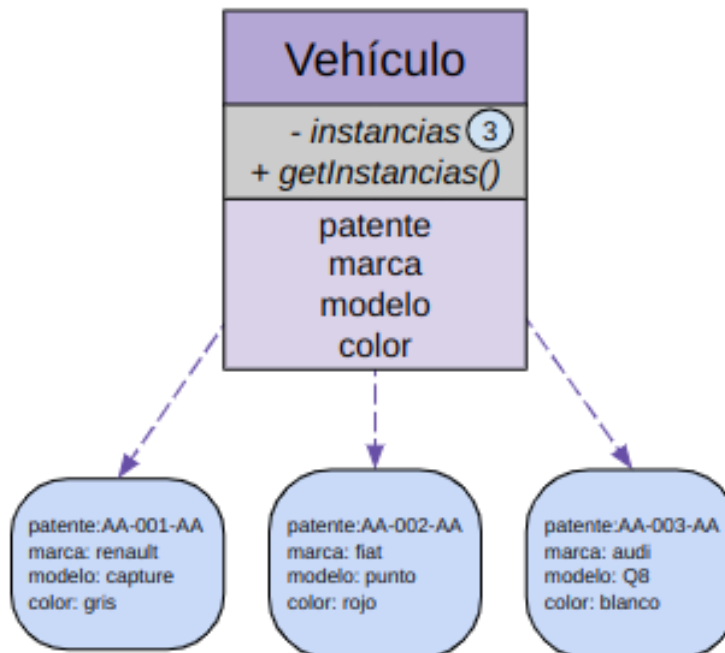 Vehículo
- instancias 3
+ getInstancias()
patente
marca
modelo
color
patente:AA-001-AA
marca: renault
modelo: capture
color: gris
patente:AA-002-AA
marca: fiat
modelo: punto
color: rojo
patente:AA-003-AA
marca: audi
modelo: Q8
color: blanco